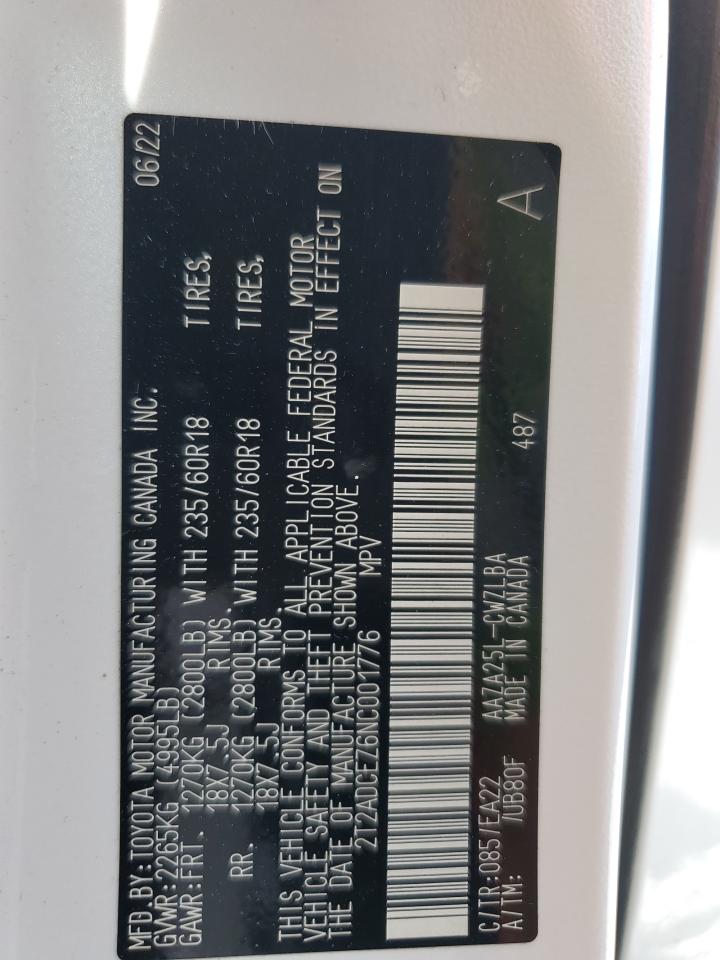 MFD.BY:TOYOTA MOTOR MANUFACTURING CANADA INC. 06/22
GVWR:2265KG (4995LB)
GAWR:FRT. 1270KG (2800LB) WITH 235/60R18 TIRES,
18X7.5J RIMS.
RR. 1270KG (2800LB) WITH 235/60R18 TIRES,
18X7.5J RIMS.
THIS VEHICLE CONFORMS TO ALL APPLICABLE FEDERAL MOTOR
VEHICLE SAFETY AND THEFT PREVENTION STANDARDS IN EFFECT ON
THE DATE OF MANUFACTURE SHOWN ABOVE.
2T2ADCEZ6NC001776 MPV
C/TR:085/EA22 AAZA25L-CWZLBA 487 A
A/TM: /UB80F MADE IN CANADA